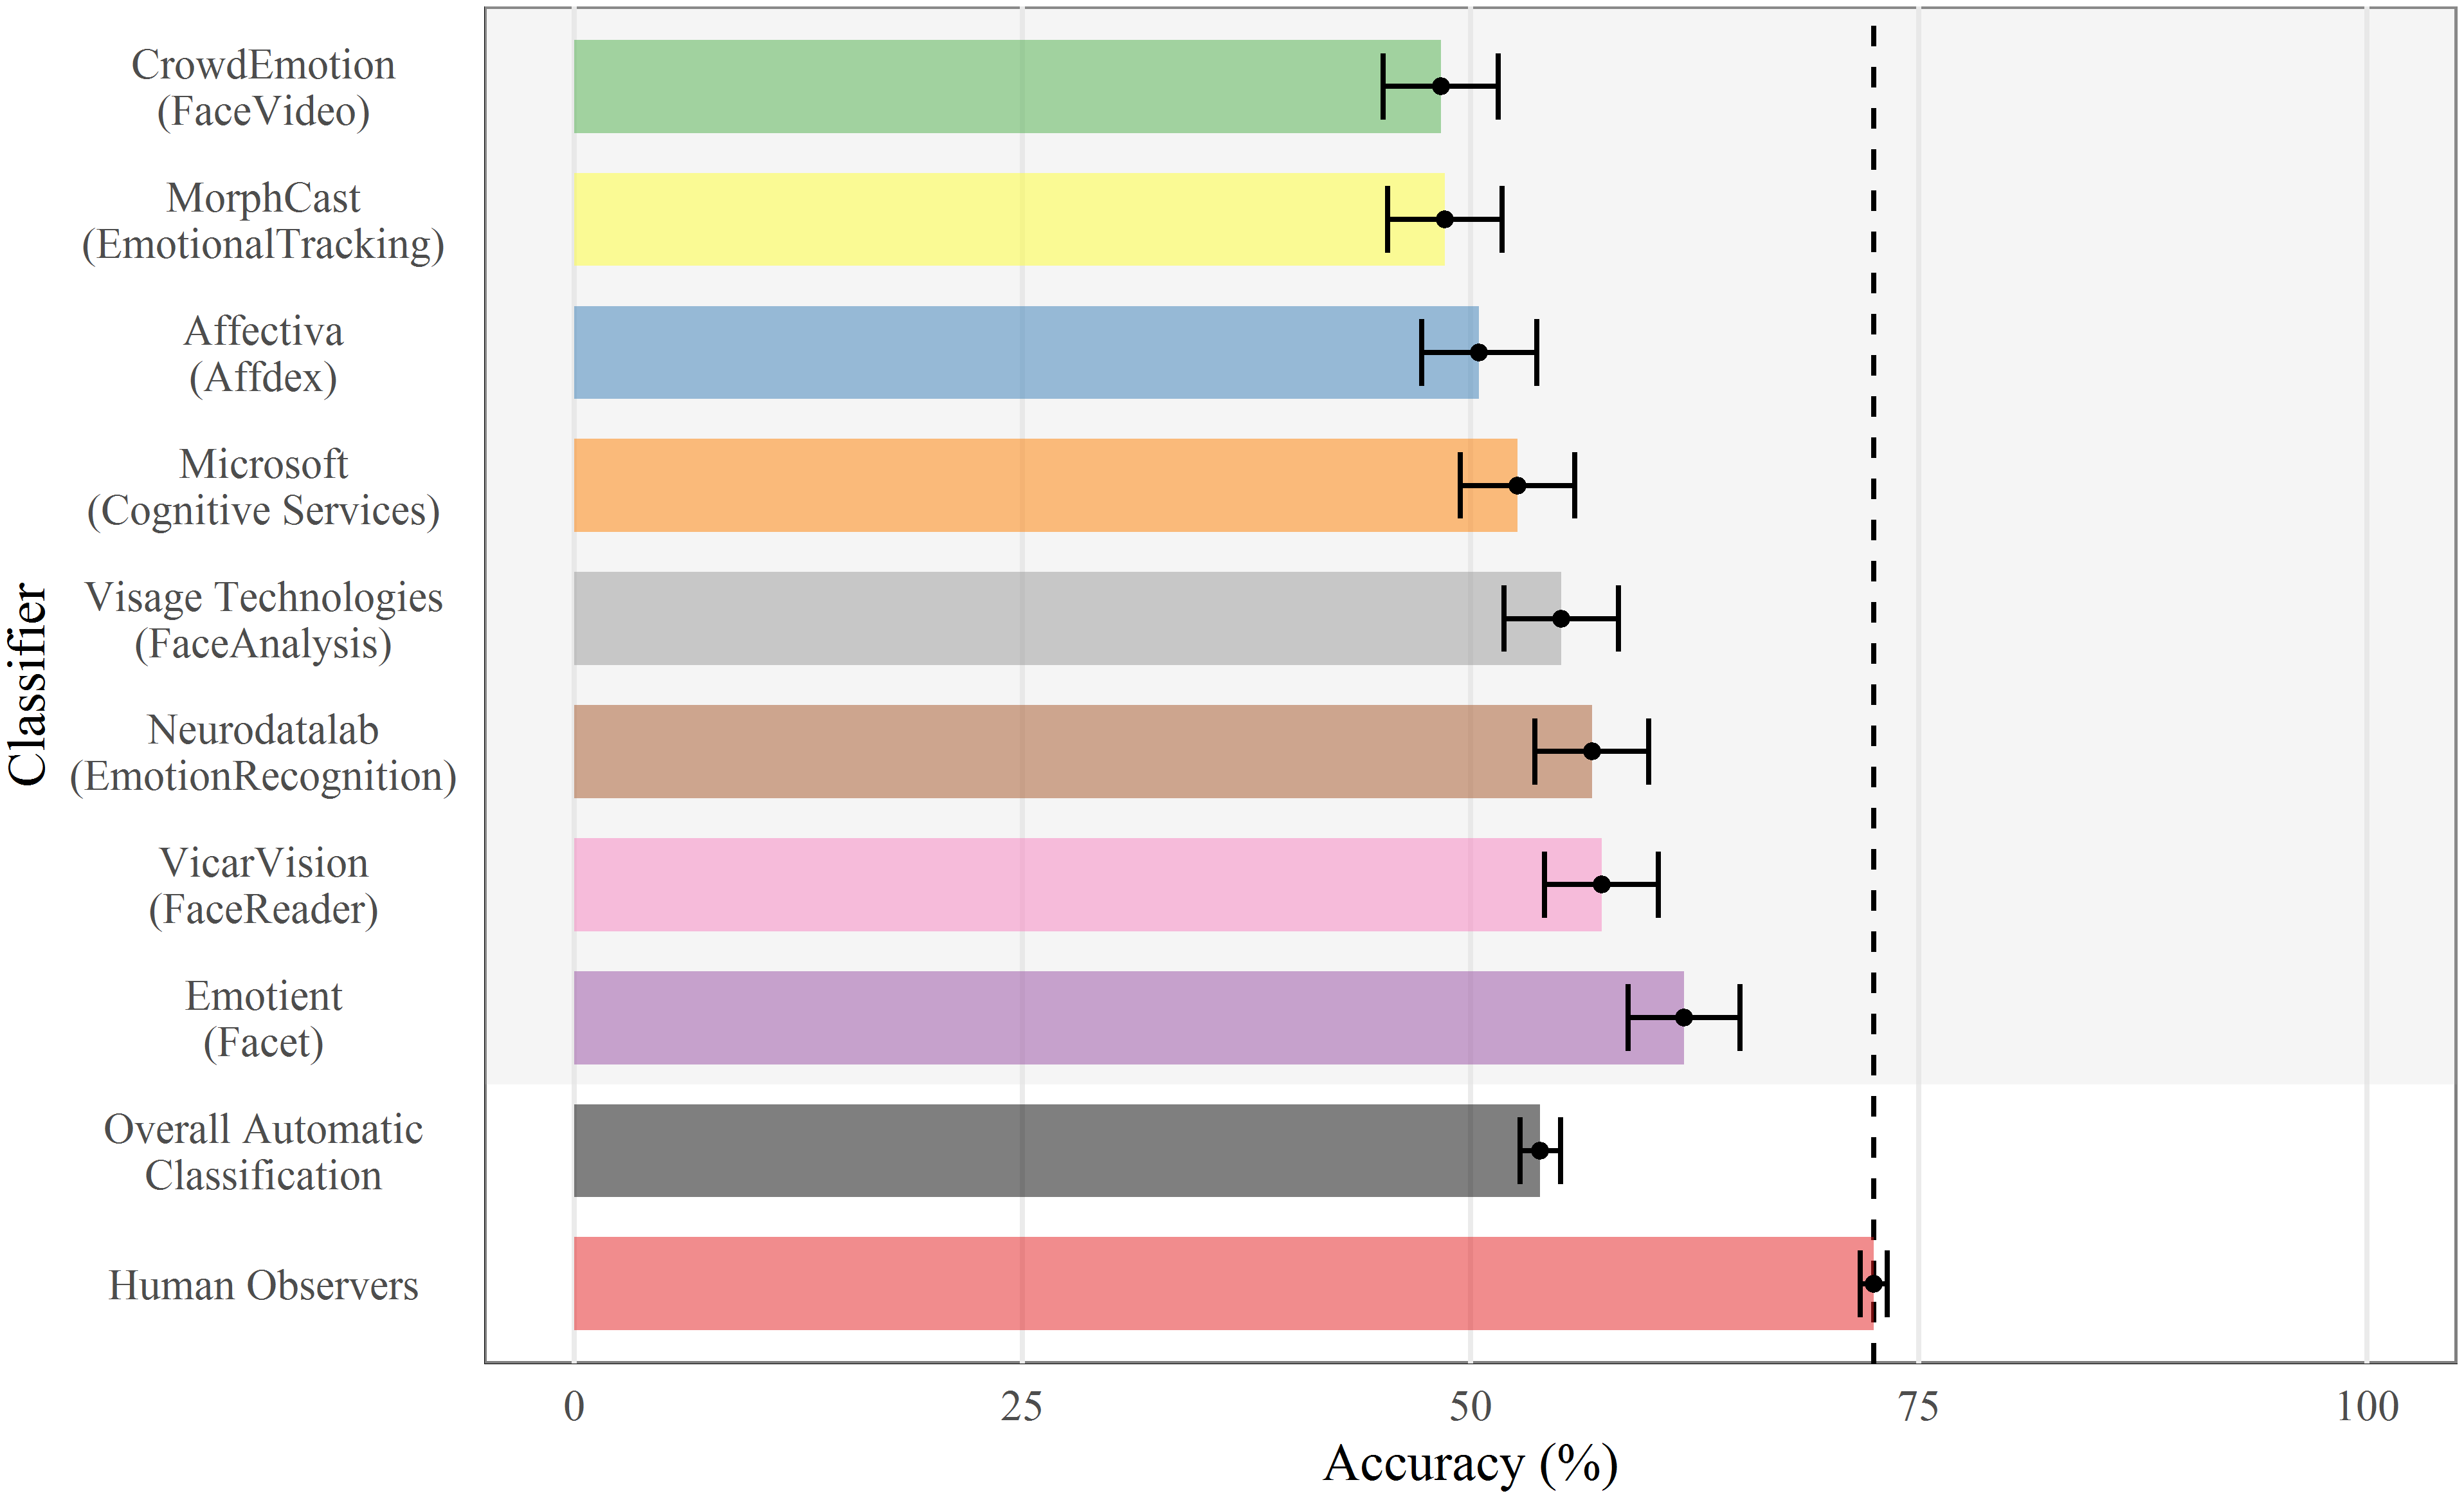 CrowdEmotion
(FaceVideo)
MorphCast
(EmotionalTracking)
Affectiva
(Affdex)
Microsoft
(Cognitive Services)
Visage Technologies
(FaceAnalysis)
Neurodatalab
(EmotionRecognition)
VicarVision
(FaceReader)
Emotient
(Facet)
Overall Automatic
Classification
Human Observers
Classifier
0
25
50
75
100
Accuracy (%)